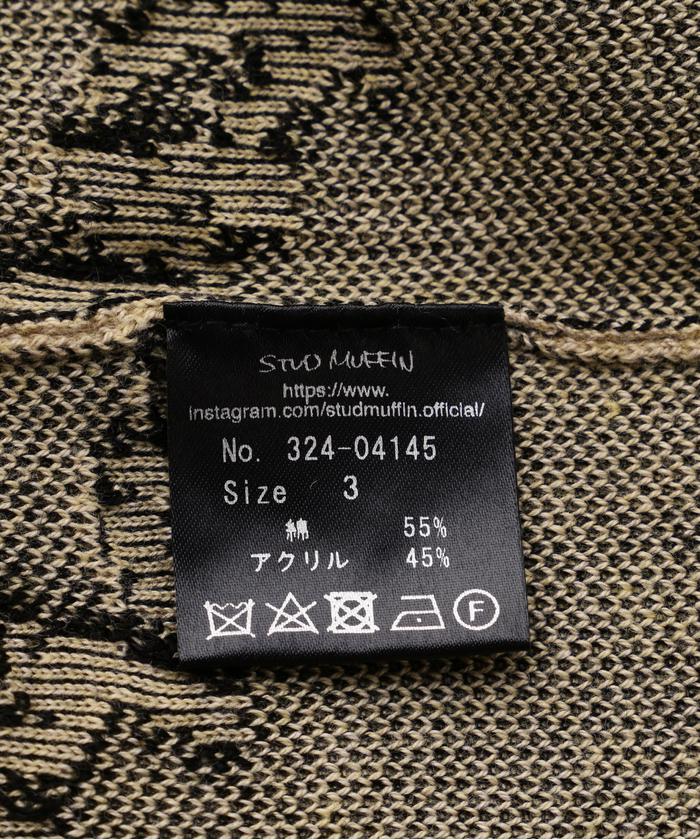 STUD MUFFIN
https://www.
instagram.com/studmuffin.official/
No. 324-04145
Size 3
綿 55%
アクリル 45%
F